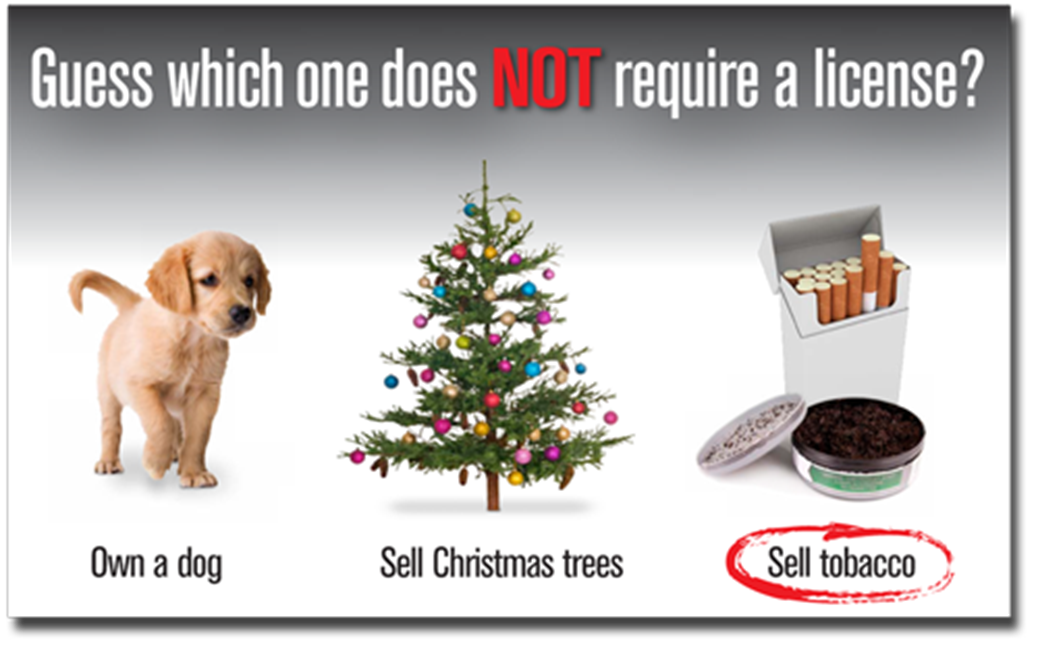 Guess which one does NOT require a license?
Own a dog
Sell Christmas trees
Sell tobacco